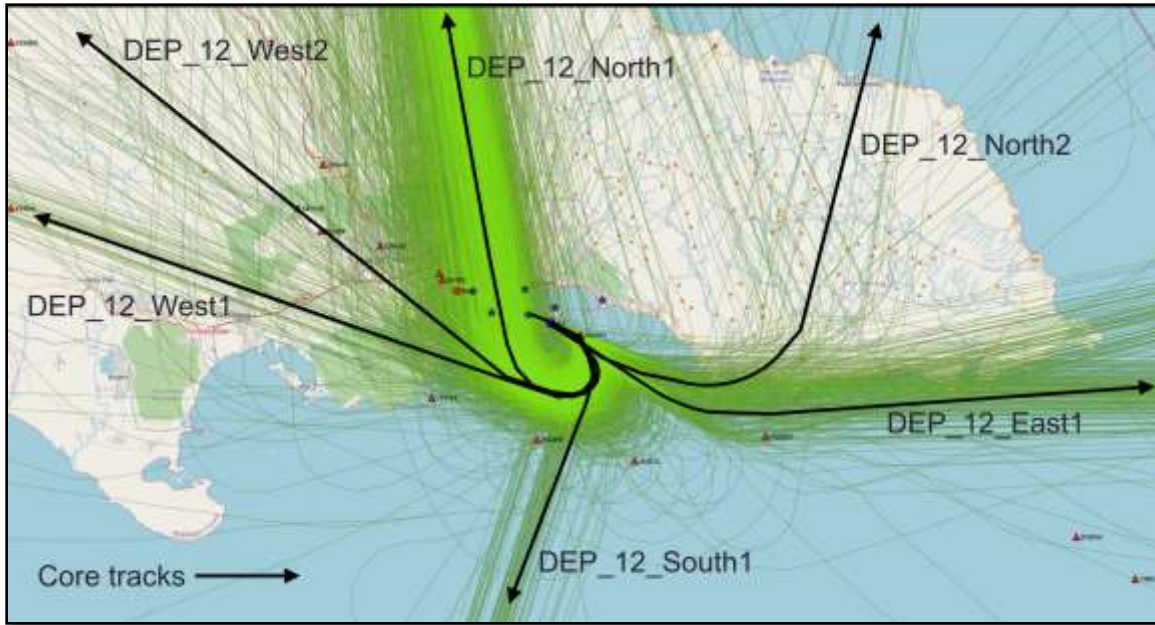 DEP_12_West2
DEP_12_North1
DEP_12_North2
DEP_12_West1
DEP_12_East1
DEP_12_South1
Core tracks